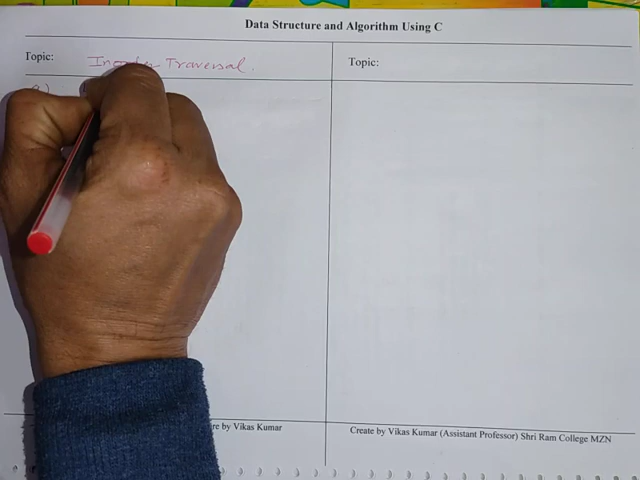 Data Structure and Algorithm Using C
Topic: Inorder Traversal.
Topic:
by Vikas Kumar
Create by Vikas Kumar (Assistant Professor) Shri Ram College MZN